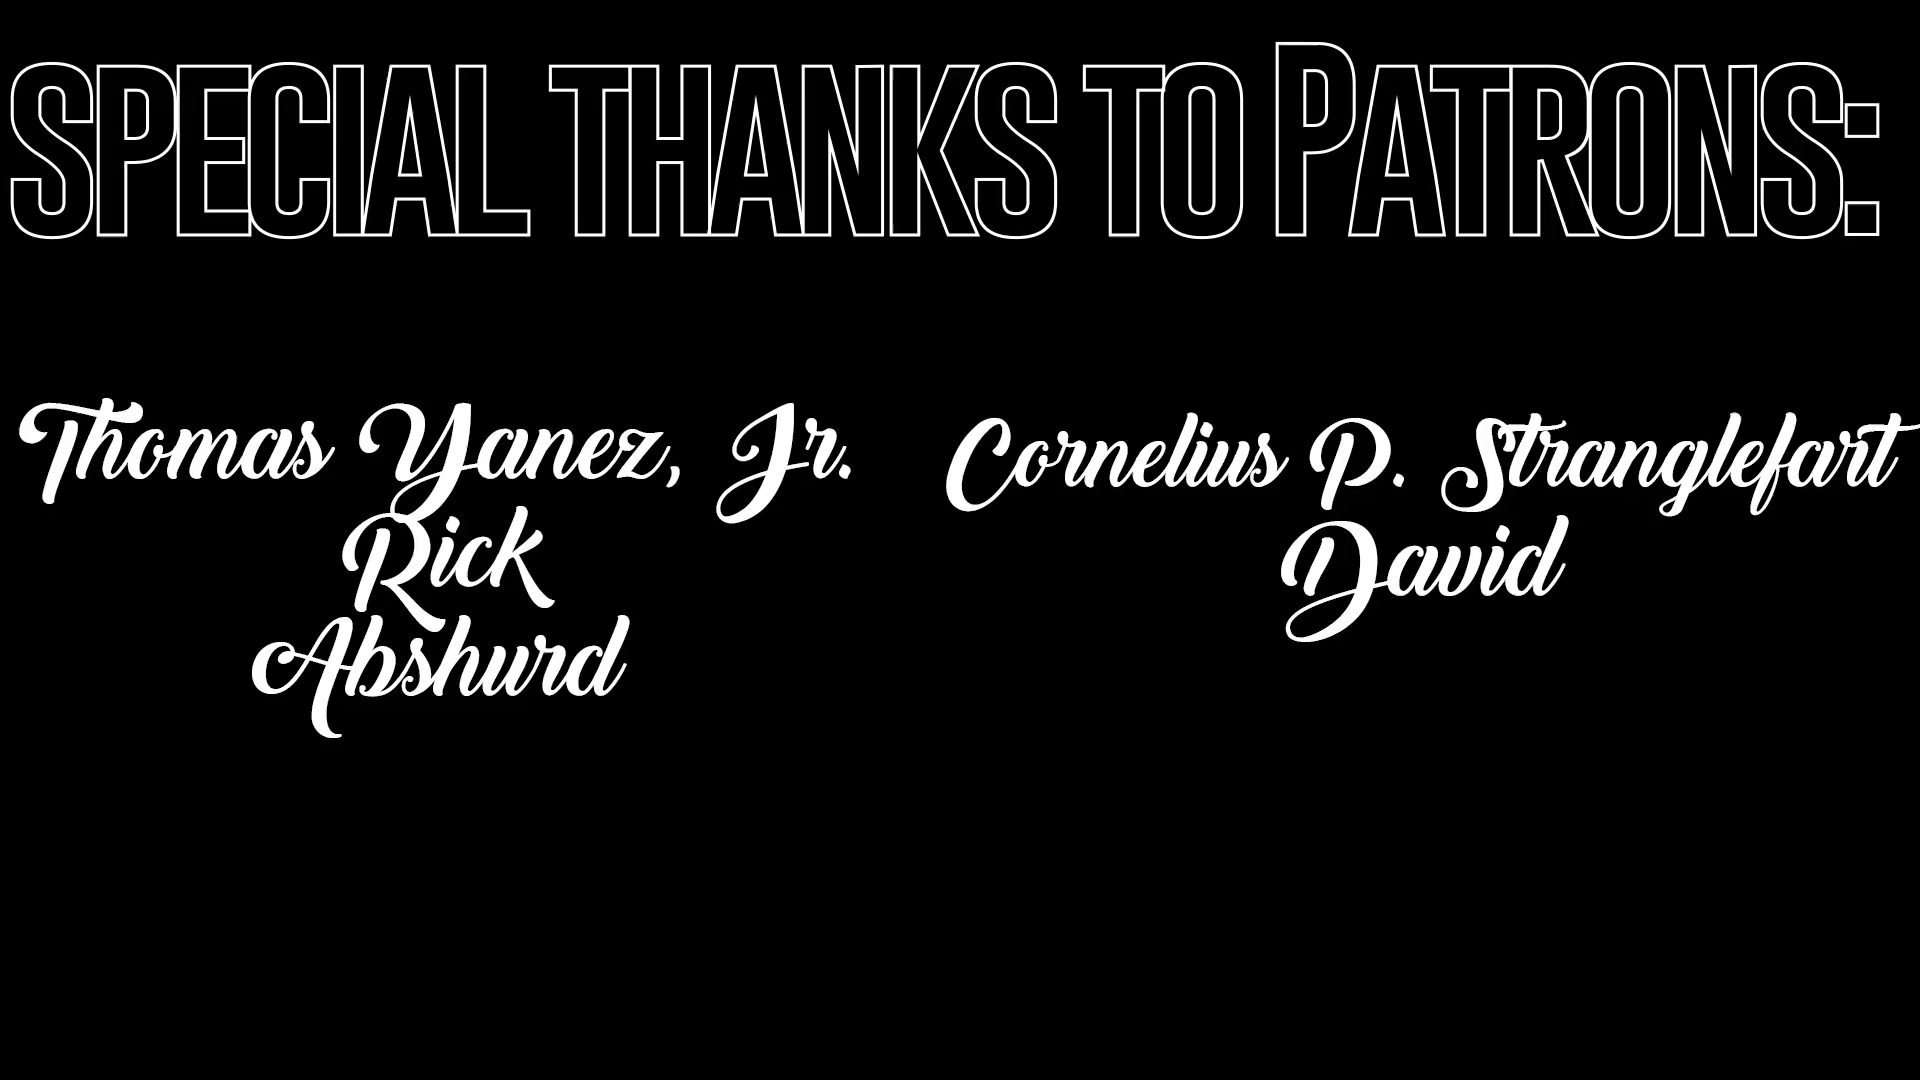 SPECIAL THANKS TO PATRONS:
Thomas Yanez, Jr.
Rick
Abshurd
Cornelius P. Stranglefart
David